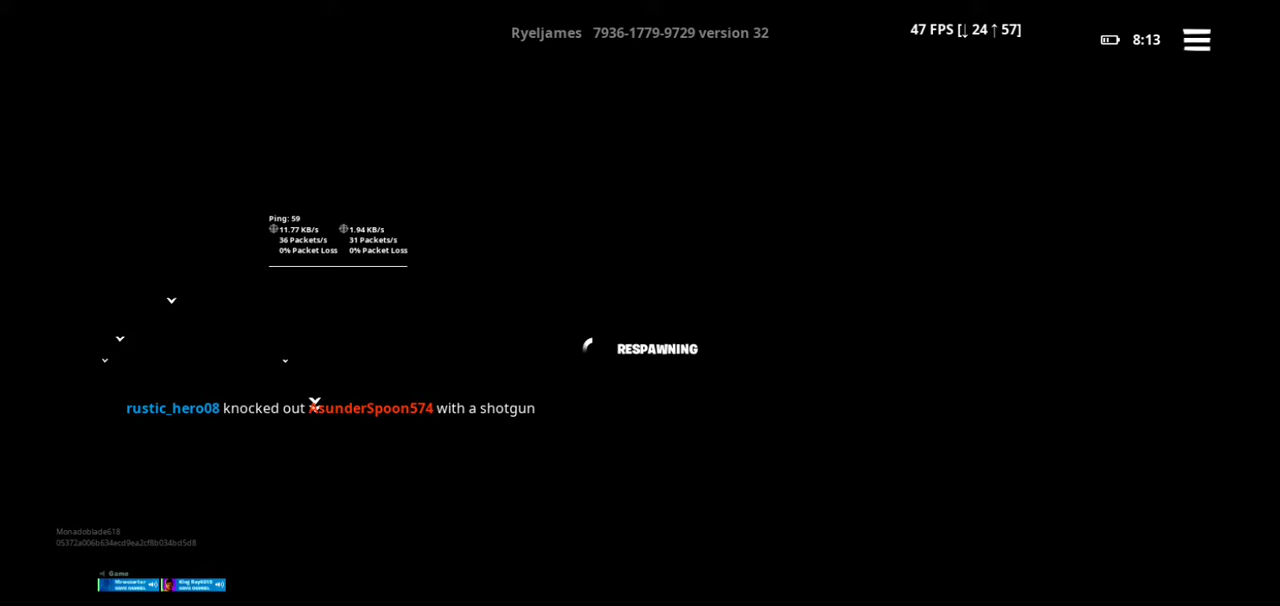 Ryeljames 7936-1779-9729 version 32
47 FPS [↓ 24 ↑ 57]
8:13
Ping: 59
11.77 KB/s 1.94 KB/s
36 Packets/s 31 Packets/s
0% Packet Loss 0% Packet Loss
RESPAWNING
rustic_hero08 knocked out AsunderSpoon574 with a shotgun
Monadoblade618
Game